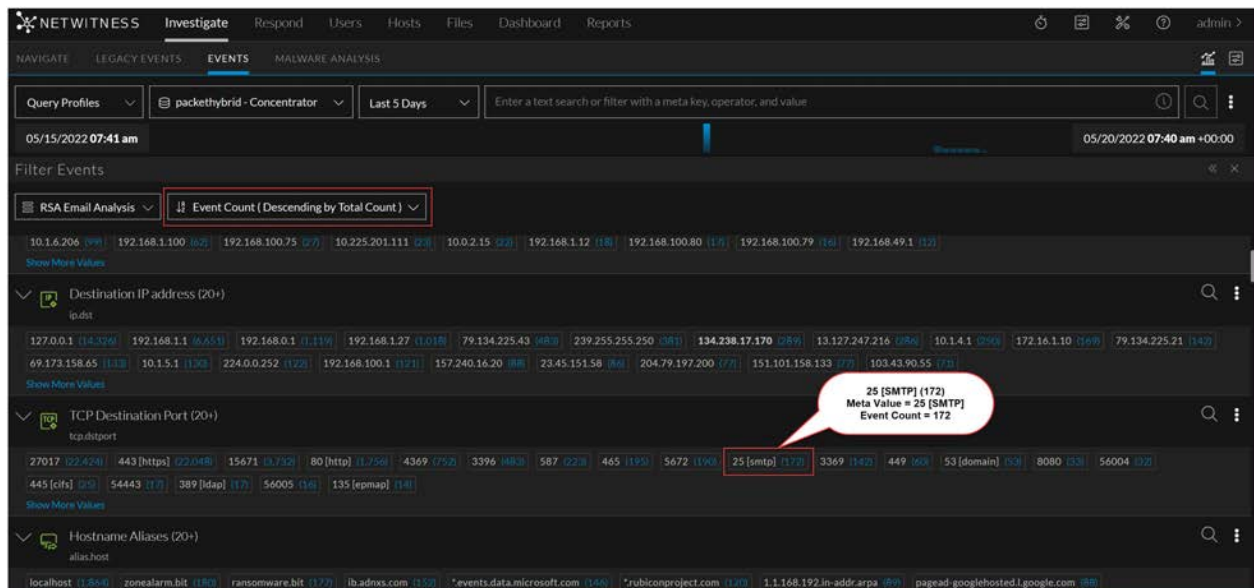 NETWITNESS Investigate Respond Users Hosts Files Dashboard Reports admin >
NAVIGATE LEGACY EVENTS EVENTS MALWARE ANALYSIS
Query Profiles packethybrid - Concentrator Last 5 Days Enter a text search or filter with a meta key, operator, and value
05/15/2022 07:41 am 05/20/2022 07:40 am +00:00
Filter Events
RSA Email Analysis Event Count ( Descending by Total Count )
10.1.6.206 (99) 192.168.1.100 (62) 192.168.100.75 (27) 10.225.201.111 (23) 10.0.2.15 (22) 192.168.1.12 (18) 192.168.100.80 (17) 192.168.100.79 (16) 192.168.49.1 (12)
Show More Values
Destination IP address (20+)
ip.dst
127.0.0.1 (14,326) 192.168.1.1 (6,651) 192.168.0.1 (1,119) 192.168.1.27 (1,018) 79.134.225.43 (483) 239.255.255.250 (381) 134.238.17.170 (289) 13.127.247.216 (286) 10.1.4.1 (250) 172.16.1.10 (169) 79.134.225.21 (142)
69.173.158.65 (133) 10.1.5.1 (130) 224.0.0.252 (122) 192.168.100.1 (121) 157.240.16.20 (88) 23.45.151.58 (86) 204.79.197.200 (77) 151.101.158.133 (77) 103.43.90.55 (71)
Show More Values
25 [SMTP] (172)
Meta Value = 25 [SMTP]
Event Count = 172
TCP Destination Port (20+)
tcp.dstport
27017 (22,424) 443 [https] (22,048) 15671 (3,732) 80 [http] (1,756) 4369 (752) 3396 (483) 587 (223) 465 (195) 5672 (190) 25 [smtp] (172) 3369 (142) 449 (60) 53 [domain] (53) 8080 (33) 56004 (32)
445 [cifs] (25) 54443 (17) 389 [ldap] (17) 56005 (16) 135 [epmap] (14)
Show More Values
Hostname Aliases (20+)
alias.host
localhost (1,864) zonealarm.bit (180) ransomware.bit (177) ib.adnxs.com (152) *.events.data.microsoft.com (146) *.rubiconproject.com (120) 1.1.168.192.in-addr.arpa (89) pagead-googlehosted.l.google.com (88)